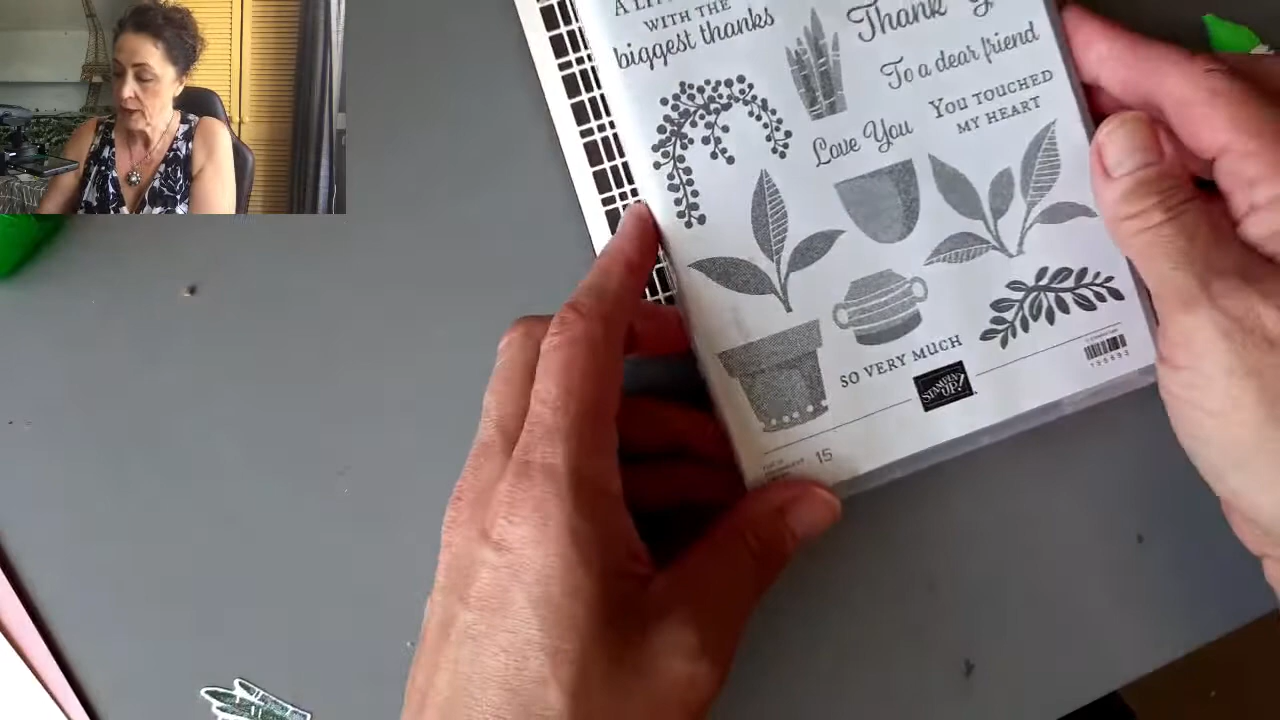 WITH THE
biggest thanks
Thank
To a dear friend
YOU TOUCHED
MY HEART
Love You
SO VERY MUCH
STAMPIN' UP!
15